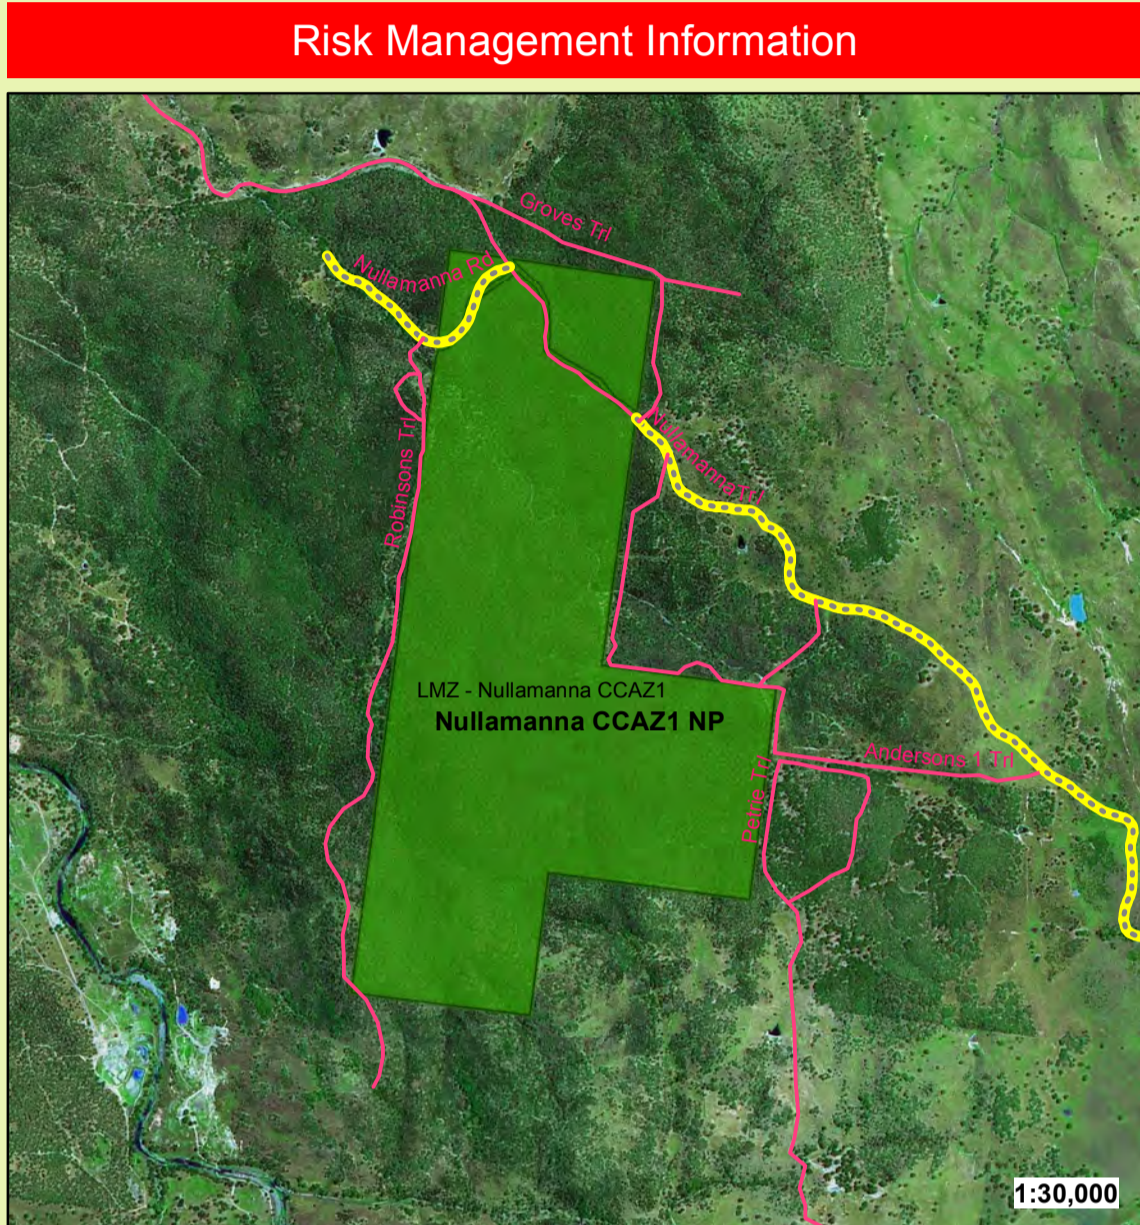 Risk Management Information
Groves Trl
Nullamanna Rd
NullamannaTrl
Robinsons Trl
LMZ - Nullamanna CCAZ1
Nullamanna CCAZ1 NP
Andersons 1 Trl
Petrie Trl
1:30,000